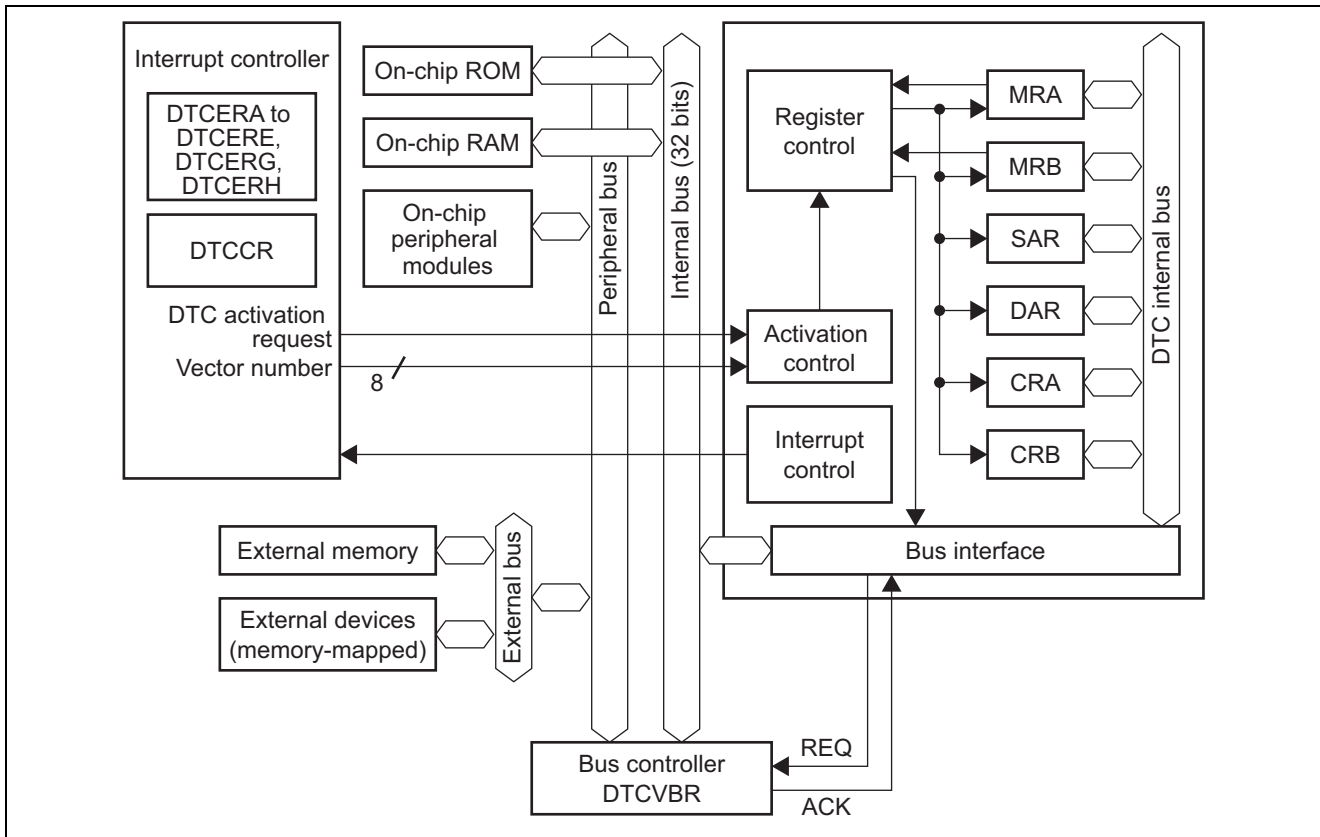 Interrupt controller
DTCERA to
DTCERE,
DTCERG,
DTCERH
DTCCR
DTC activation
request
Vector number
8
On-chip ROM
On-chip RAM
On-chip
peripheral
modules
Peripheral bus
Internal bus (32 bits)
Register
control
Activation
control
Interrupt
control
MRA
MRB
SAR
DAR
CRA
CRB
DTC internal bus
Bus interface
External memory
External devices
(memory-mapped)
External bus
Bus controller
DTCVBR
REQ
ACK